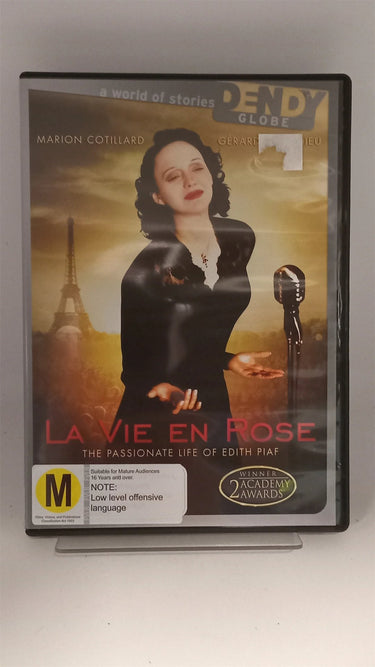 a world of stories
DENDY
GLOBE
MARION COTILLARD
LA VIE EN ROSE
THE PASSIONATE LIFE OF EDITH PIAF
M
Suitable for Mature Audiences
16 Years and over.
NOTE:
Low level offensive
language
WINNER
2 ACADEMY
AWARDS